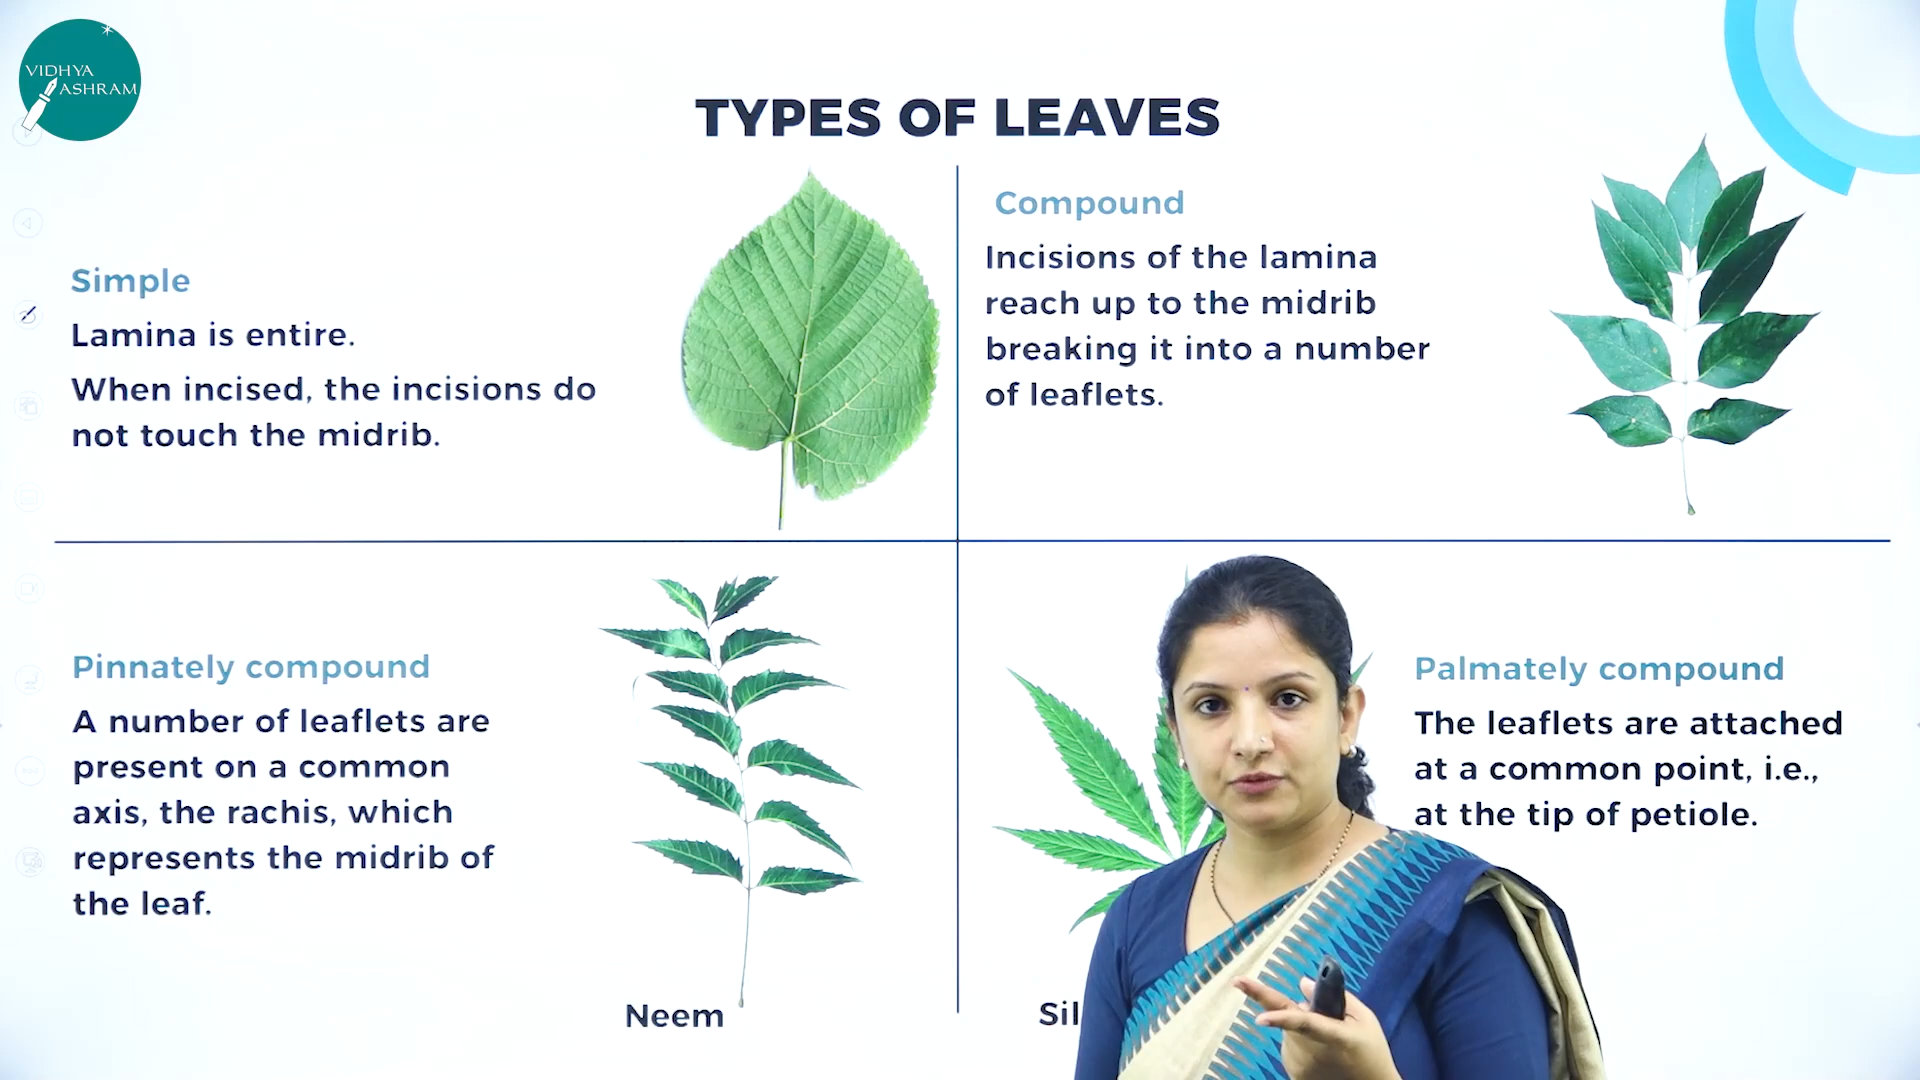 VIDHYA
ASHRAM
TYPES OF LEAVES
Simple
Lamina is entire.
When incised, the incisions do
not touch the midrib.
Compound
Incisions of the lamina
reach up to the midrib
breaking it into a number
of leaflets.
Pinnately compound
A number of leaflets are
present on a common
axis, the rachis, which
represents the midrib of
the leaf.
Neem
Palmately compound
The leaflets are attached
at a common point, i.e.,
at the tip of petiole.